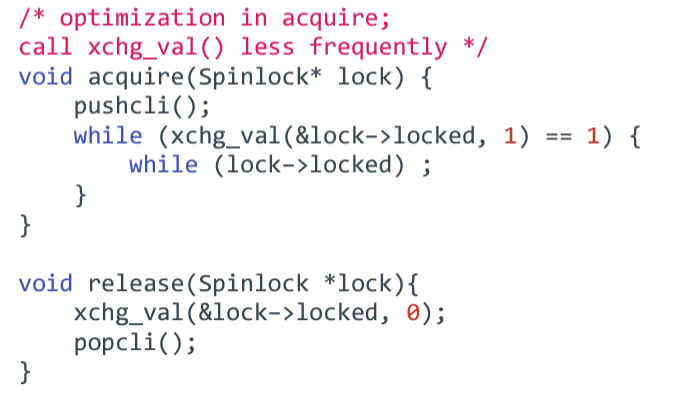 /* optimization in acquire;
call xchg_val() less frequently */
void acquire(Spinlock* lock) {
    pushcli();
    while (xchg_val(&lock->locked, 1) == 1) {
        while (lock->locked) ;
    }
}

void release(Spinlock *lock){
    xchg_val(&lock->locked, 0);
    popcli();
}